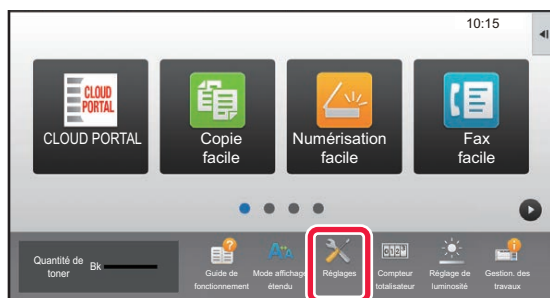 10:15
CLOUD
PORTAL
CLOUD PORTAL
Copie
facile
Numérisation
facile
Fax
facile
Quantité de
toner
Bk
Guide de
fonctionnement
Mode affichage
étendu
Réglages
Compteur
totalisateur
Réglage de
luminosité
Gestion. des
travaux